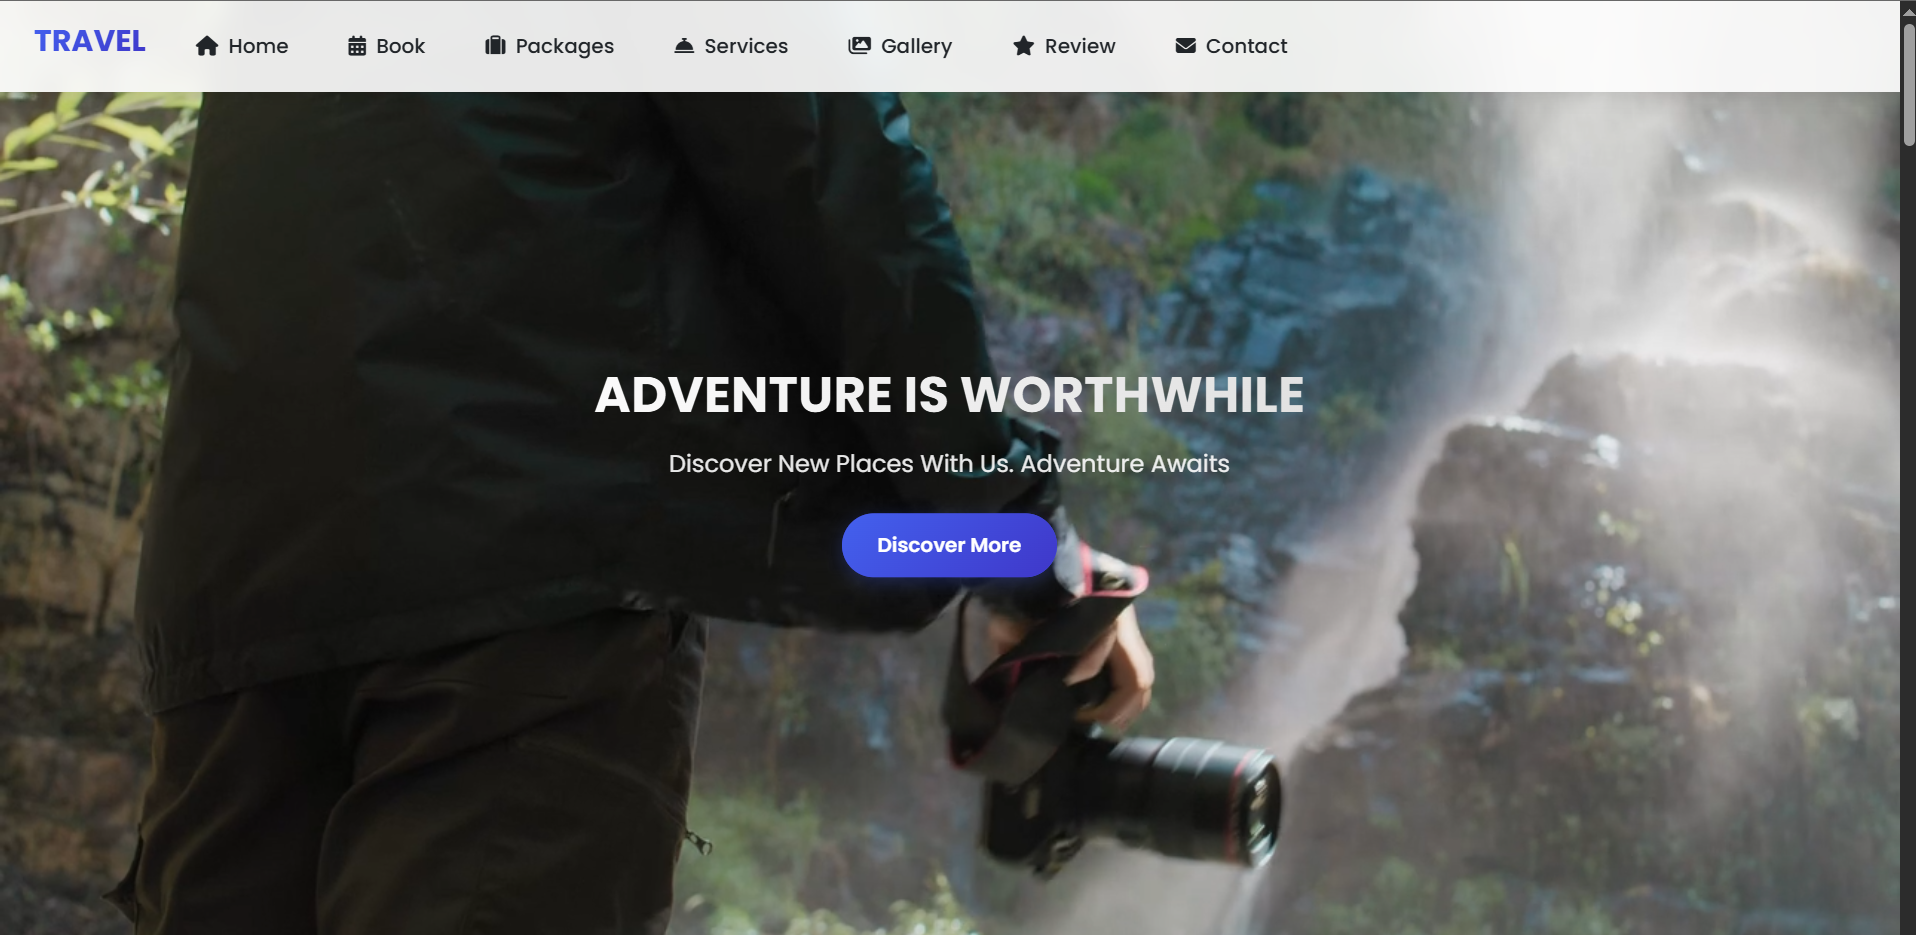 TRAVEL Home Book Packages Services Gallery Review Contact
ADVENTURE IS WORTHWHILE
Discover New Places With Us. Adventure Awaits
Discover More